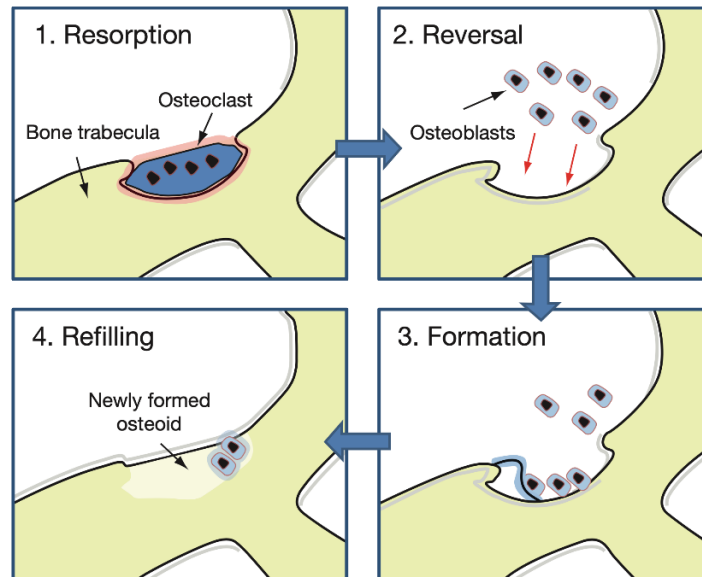 1. Resorption
Osteoclast
Bone trabecula
2. Reversal
Osteoblasts
3. Formation
4. Refilling
Newly formed
osteoid